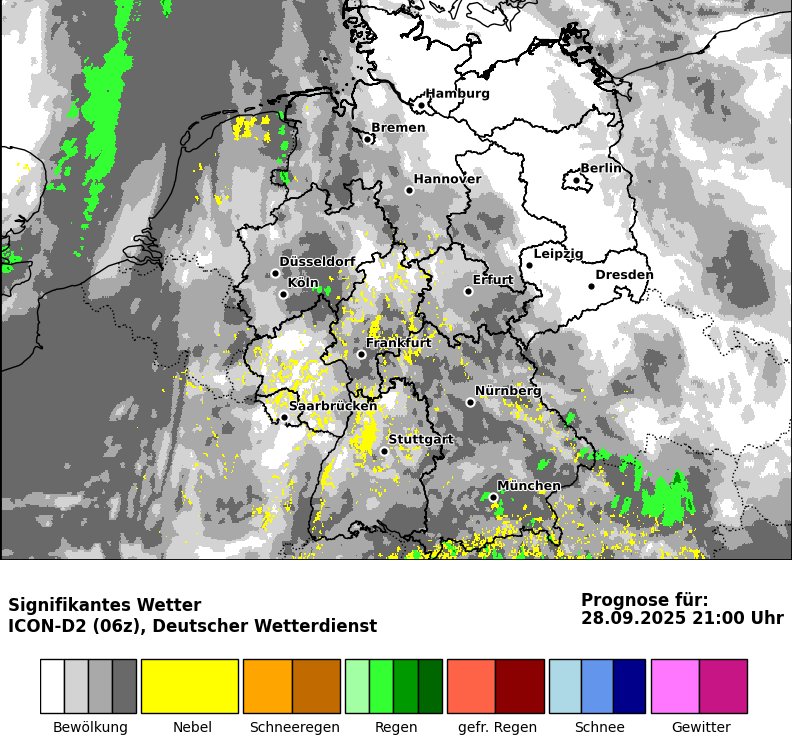 Hamburg
Bremen
Berlin
Hannover
Leipzig
Düsseldorf
Dresden
Köln
Erfurt
Frankfurt
Nürnberg
Saarbrücken
Stuttgart
München
Signifikantes Wetter
ICON-D2 (06z), Deutscher Wetterdienst
Prognose für:
28.09.2025 21:00 Uhr
Bewölkung Nebel Schneeregen Regen gefr. Regen Schnee Gewitter